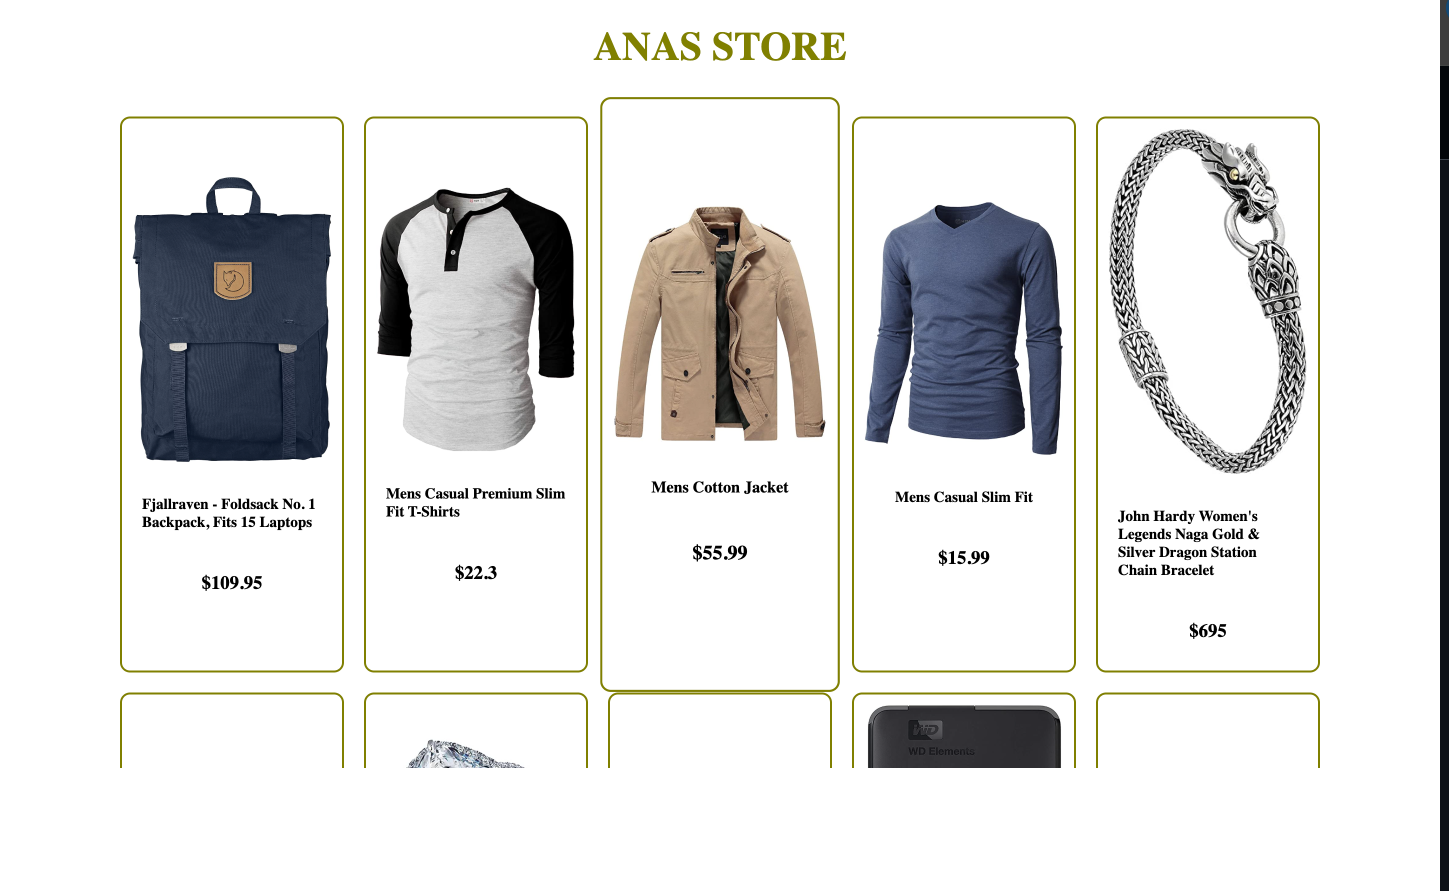 ANAS STORE
Fjallraven - Foldsack No. 1
Backpack, Fits 15 Laptops
$109.95
Mens Casual Premium Slim
Fit T-Shirts
$22.3
Mens Cotton Jacket
$55.99
Mens Casual Slim Fit
$15.99
John Hardy Women's
Legends Naga Gold &
Silver Dragon Station
Chain Bracelet
$695
WD
WD Elements